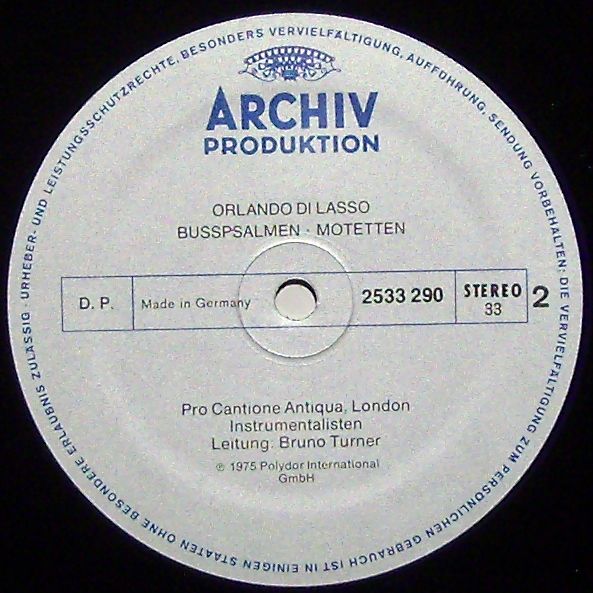 ARCHIV
PRODUKTION
ORLANDO DI LASSO
BUSSPSALMEN · MOTETTEN
D. P.
Made in Germany
2533 290
STEREO
33
2
Pro Cantione Antiqua, London
Instrumentalisten
Leitung: Bruno Turner
℗ 1975 Polydor International
GmbH
URHEBER- UND LEISTUNGSSCHUTZRECHTE, BESONDERS VERVIELFÄLTIGUNG, AUFFÜHRUNG, SENDUNG VORBEHALTEN; DIE VERVIELFÄLTIGUNG ZUM PERSÖNLICHEN GEBRAUCH IST IN EINIGEN STAATEN OHNE BESONDERE ERLAUBNIS ZULÄSSIG ·